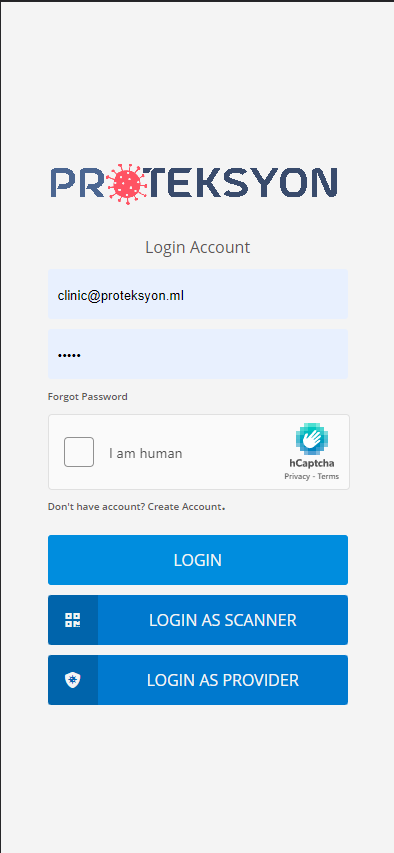 PROTEKSYON
Login Account
clinic@proteksyon.ml
•••••
Forgot Password
I am human
hCaptcha
Privacy - Terms
Don't have account? Create Account.
LOGIN
LOGIN AS SCANNER
LOGIN AS PROVIDER